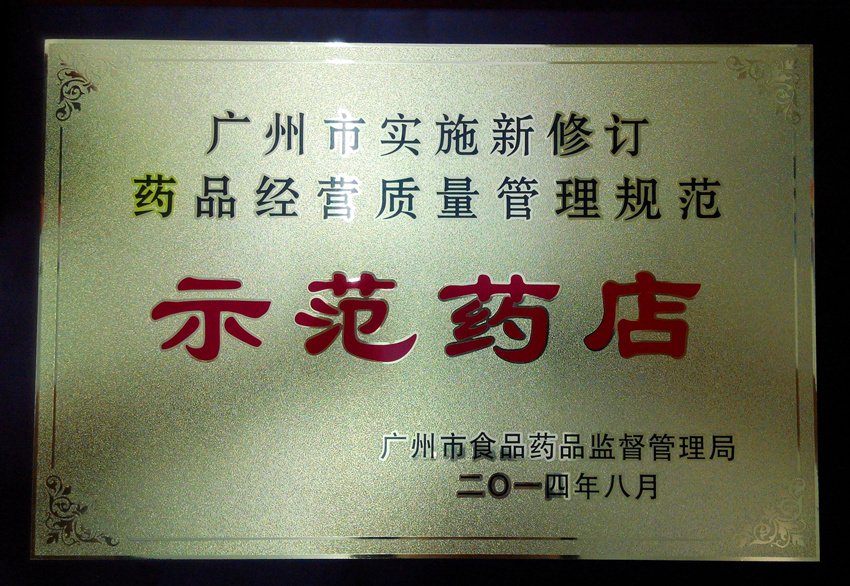 广州市实施新修订
药品经营质量管理规范
示范药店
广州市食品药品监督管理局
二〇一四年八月